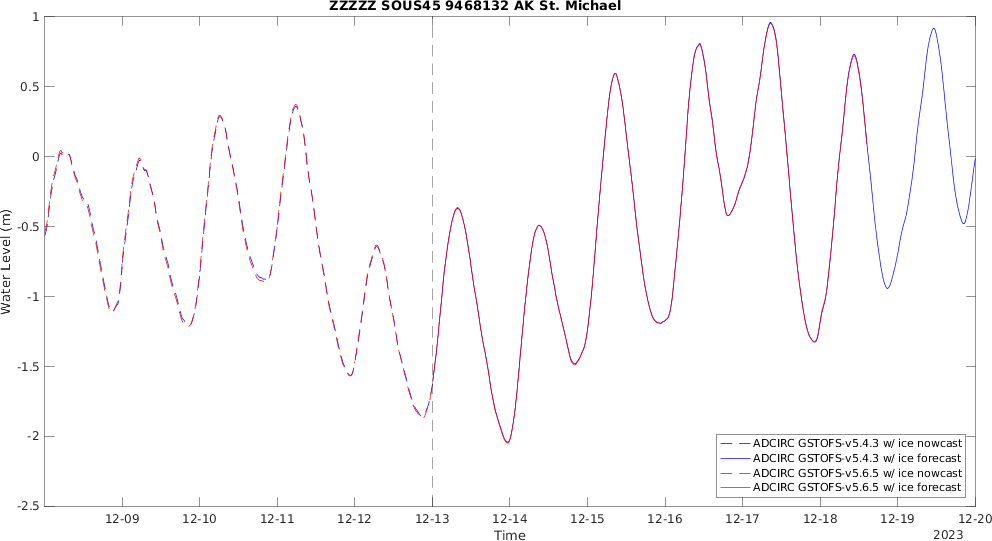 ZZZZZ SOUS45 9468132 AK St. Michael
Water Level (m)
1
0.5
0
-0.5
-1
-1.5
-2
-2.5
12-09 12-10 12-11 12-12 12-13 12-14 12-15 12-16 12-17 12-18 12-19 12-20
Time
2023
ADCIRC GSTOFS-v5.4.3 w/ ice nowcast
ADCIRC GSTOFS-v5.4.3 w/ ice forecast
ADCIRC GSTOFS-v5.6.5 w/ ice nowcast
ADCIRC GSTOFS-v5.6.5 w/ ice forecast